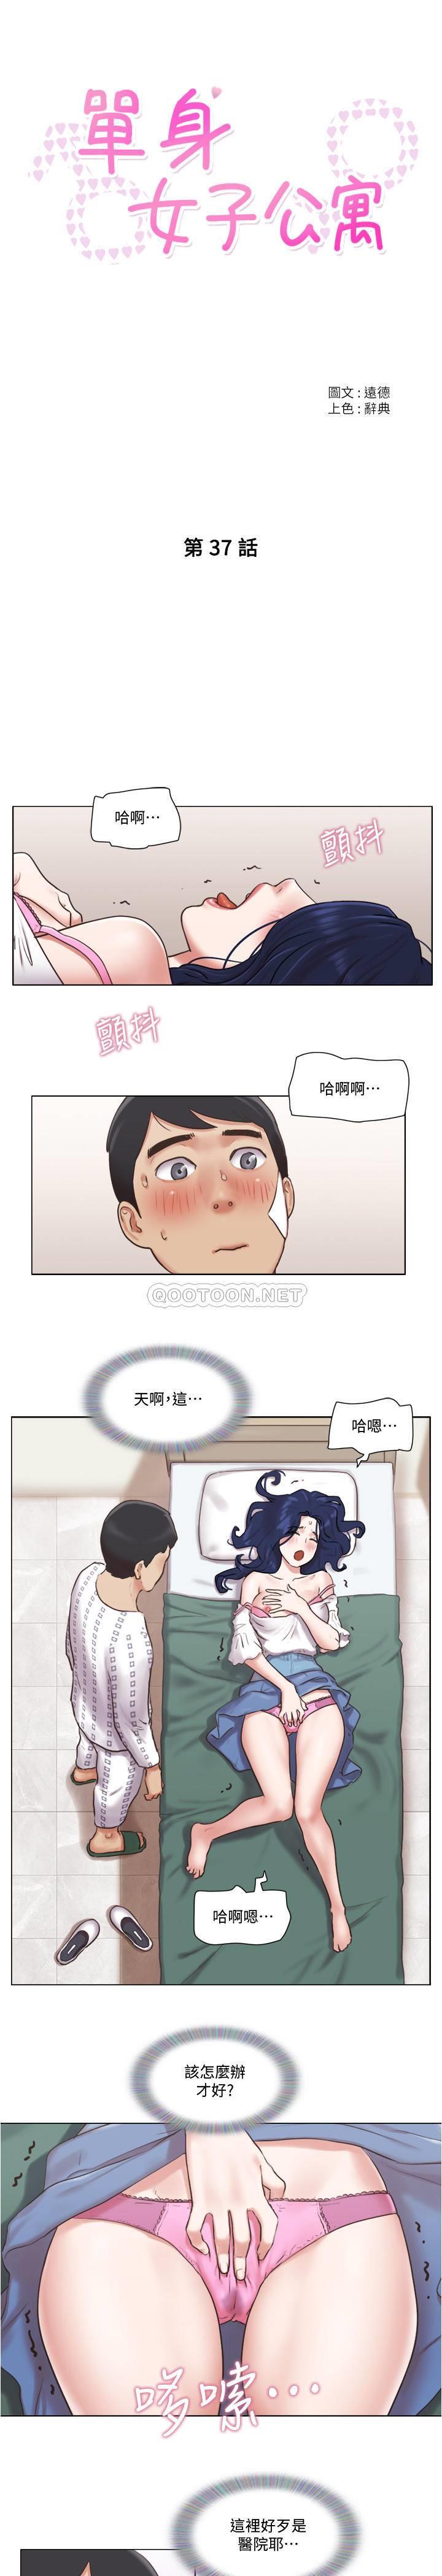 單身
女子公寓
圖文 : 遠德
上色 : 辭典
第 37 話
哈啊…
顫抖
顫抖
哈啊啊…
QOOTOON.NET
天啊，這…
哈嗯…
哈啊嗯…
該怎麼辦
才好?
哆嗦…
這裡好歹是
醫院耶…